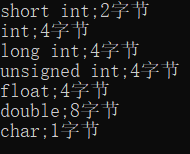 short int;2字节
int;4字节
long int;4字节
unsigned int;4字节
float;4字节
double;8字节
char;1字节